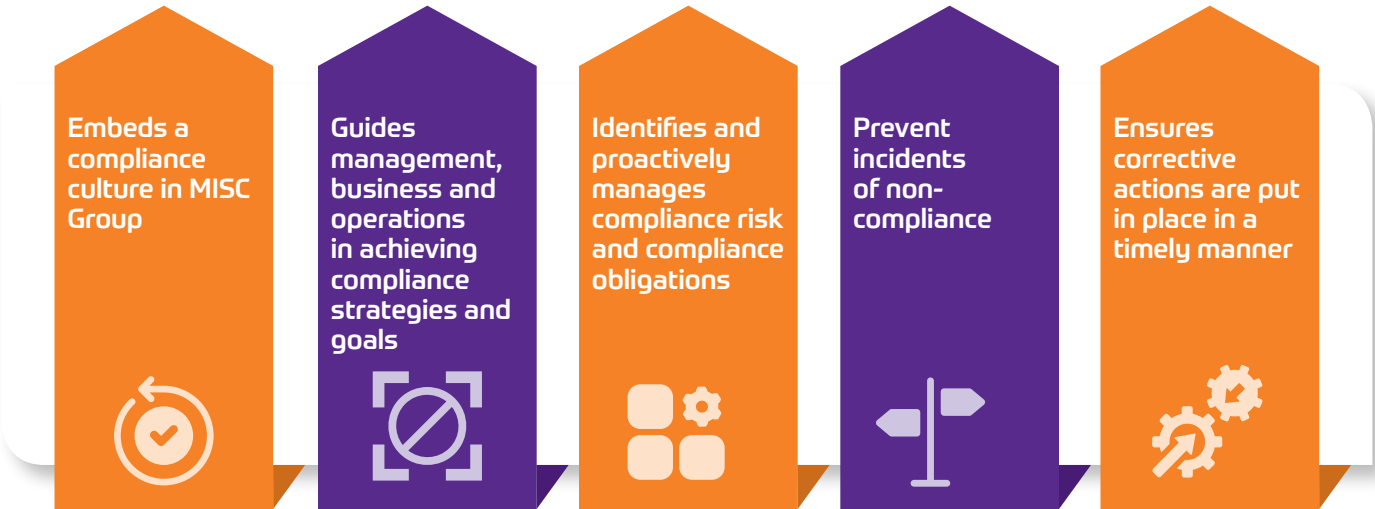 Embeds a
compliance
culture in MISC
Group
Guides
management,
business and
operations
in achieving
compliance
strategies and
goals
Identifies and
proactively
manages
compliance risk
and compliance
obligations
Prevent
incidents
of non-
compliance
Ensures
corrective
actions are put
in place in a
timely manner